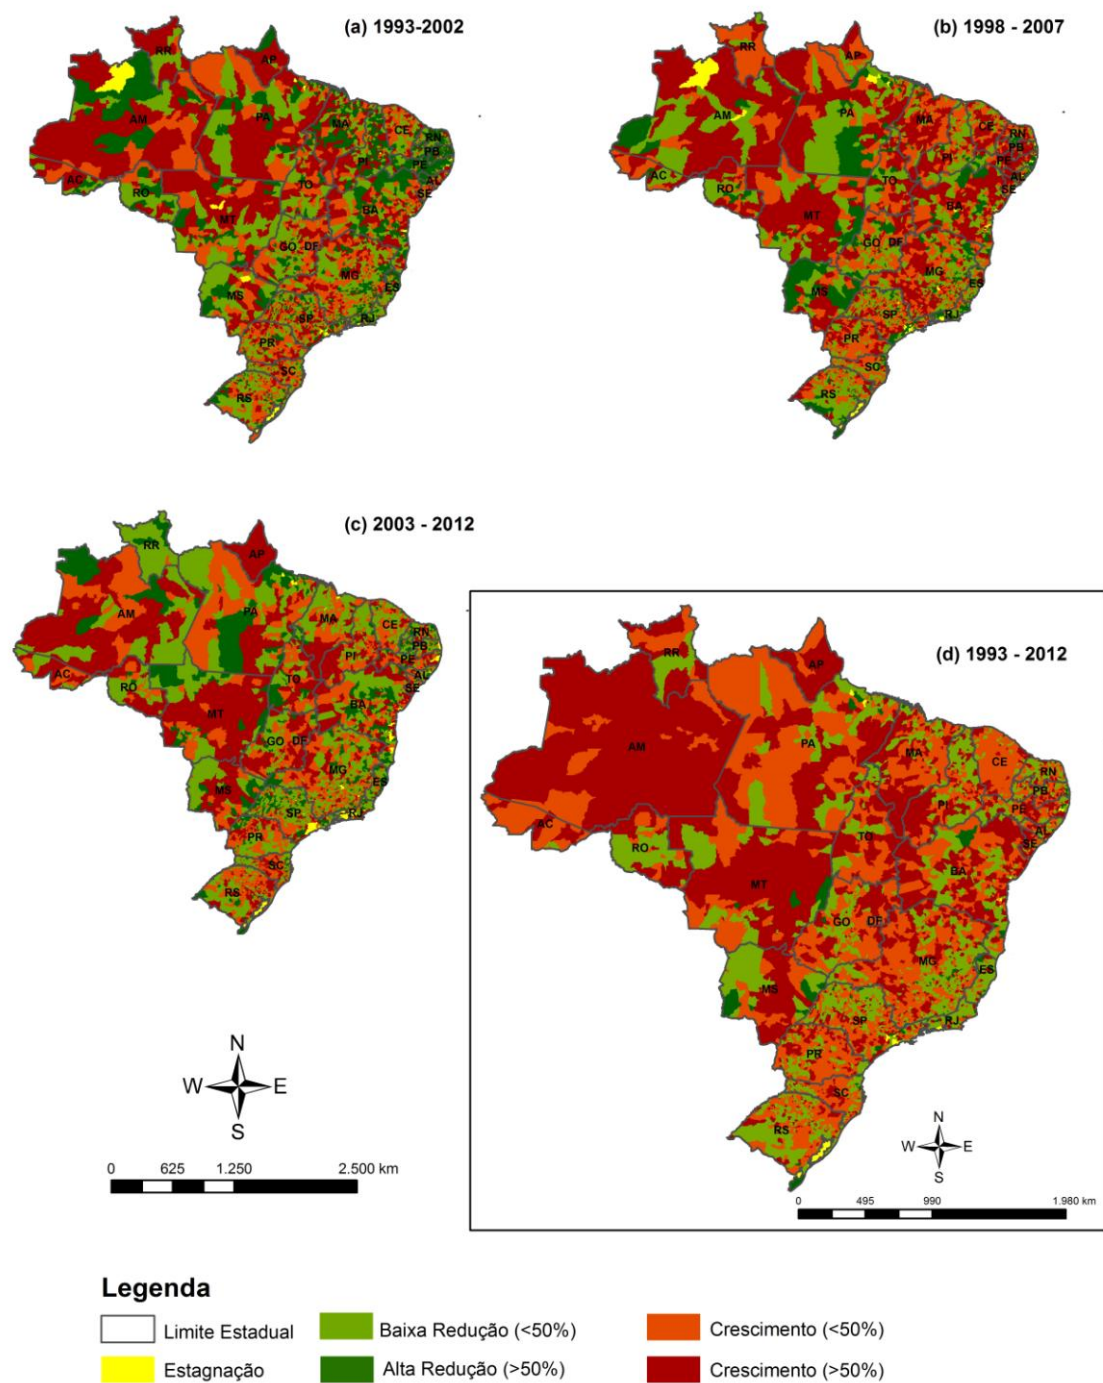 (a) 1993-2002
RR
AP
AM
PA
MA
CE
RN
PB
PE
PI
AL
SE
AC
RO
TO
BA
MT
GO
DF
MG
ES
MS
SP
RJ
PR
SC
RS
(b) 1998 - 2007
RR
AP
AM
PA
MA
CE
RN
PB
PE
PI
AL
SE
AC
RO
TO
BA
MT
GO
DF
MG
ES
MS
SP
RJ
PR
SC
RS
(c) 2003 - 2012
RR
AP
AM
PA
MA
CE
RN
PB
PE
PI
AL
SE
AC
RO
TO
BA
MT
GO
DF
MG
ES
MS
SP
RJ
PR
SC
RS
(d) 1993 - 2012
RR
AP
AM
PA
MA
CE
RN
PB
PE
PI
AL
SE
AC
RO
TO
BA
MT
GO
DF
MG
ES
MS
SP
RJ
PR
SC
RS
N
W E
S
0 625 1.250 2.500 km
N
W E
S
0 495 990 1.980 km
Legenda
Limite Estadual
Baixa Redução (<50%)
Crescimento (<50%)
Estagnação
Alta Redução (>50%)
Crescimento (>50%)